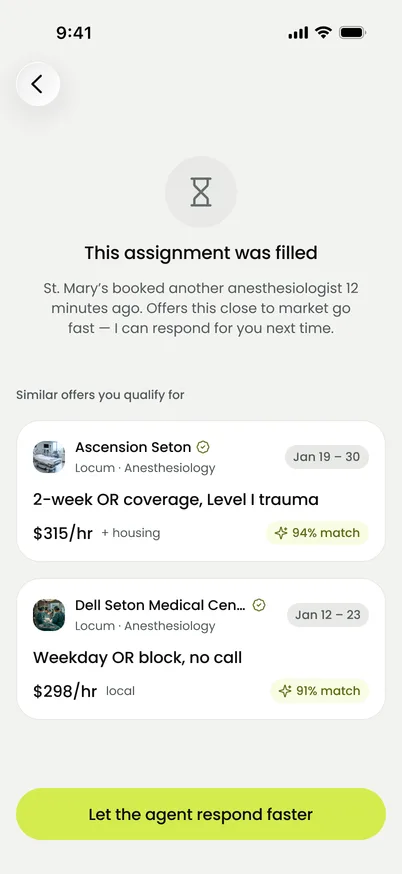 9:41
This assignment was filled
St. Mary’s booked another anesthesiologist 12
minutes ago. Offers this close to market go
fast — I can respond for you next time.
Similar offers you qualify for
Ascension Seton
Jan 19 – 30
Locum · Anesthesiology
2-week OR coverage, Level I trauma
$315/hr + housing
94% match
Dell Seton Medical Cen...
Jan 12 – 23
Locum · Anesthesiology
Weekday OR block, no call
$298/hr local
91% match
Let the agent respond faster